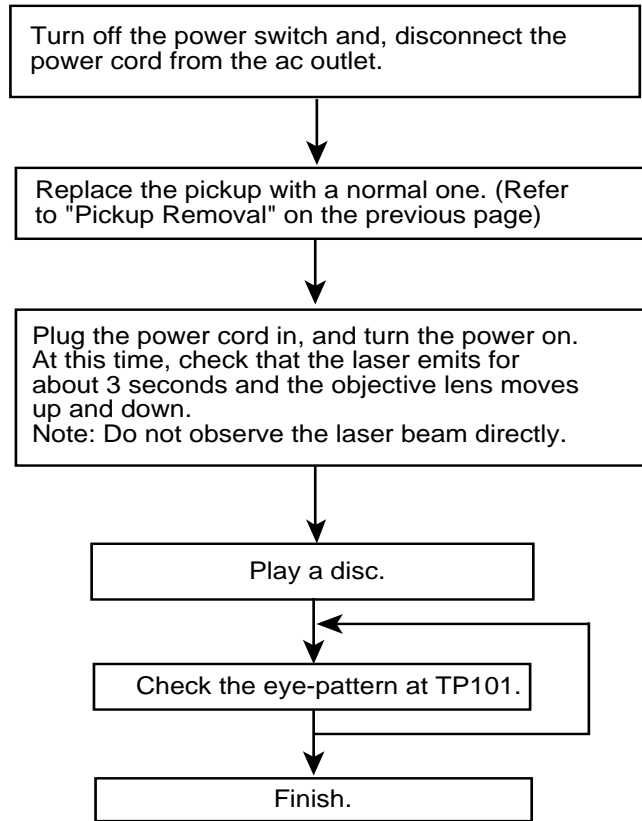 Turn off the power switch and, disconnect the
power cord from the ac outlet.
Replace the pickup with a normal one. (Refer
to "Pickup Removal" on the previous page)
Plug the power cord in, and turn the power on.
At this time, check that the laser emits for
about 3 seconds and the objective lens moves
up and down.
Note: Do not observe the laser beam directly.
Play a disc.
Check the eye-pattern at TP101.
Finish.